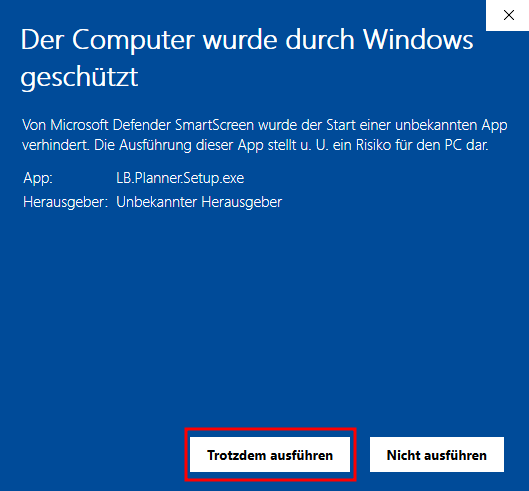 Der Computer wurde durch Windows
geschützt
Von Microsoft Defender SmartScreen wurde der Start einer unbekannten App
verhindert. Die Ausführung dieser App stellt u. U. ein Risiko für den PC dar.
App: LB.Planner.Setup.exe
Herausgeber: Unbekannter Herausgeber
Trotzdem ausführen Nicht ausführen